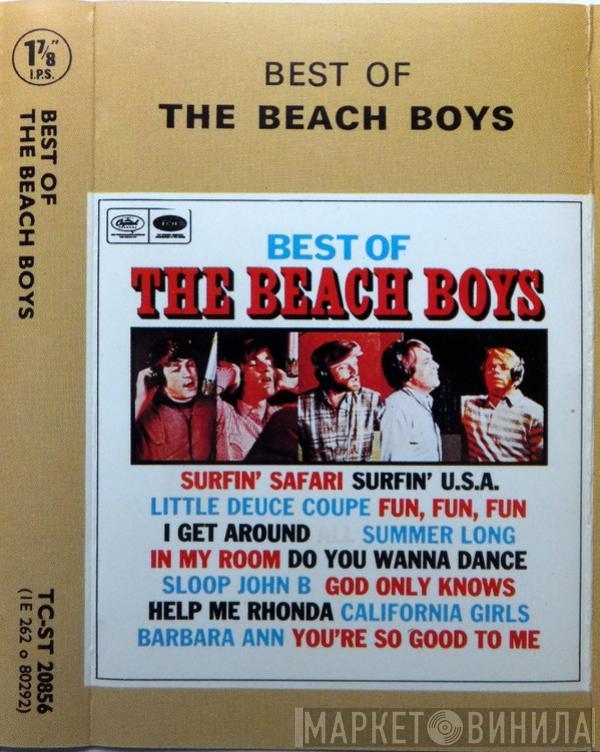 1⅞"
I.P.S.
BEST OF
THE BEACH BOYS
TC-ST 20856
(IE 262 o 80292)
BEST OF
THE BEACH BOYS
Capitol
BEST OF
THE BEACH BOYS
SURFIN' SAFARI SURFIN' U.S.A.
LITTLE DEUCE COUPE FUN, FUN, FUN
I GET AROUND ALL SUMMER LONG
IN MY ROOM DO YOU WANNA DANCE
SLOOP JOHN B GOD ONLY KNOWS
HELP ME RHONDA CALIFORNIA GIRLS
BARBARA ANN YOU'RE SO GOOD TO ME
МАРКЕТ ВИНИЛА